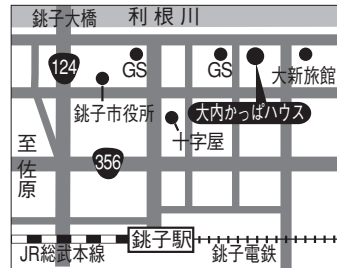 銚子大橋
利根川
124
GS
GS
大新旅館
銚子市役所
大内かっぱハウス
十字屋
至佐原
356
銚子駅
JR総武本線
銚子電鉄